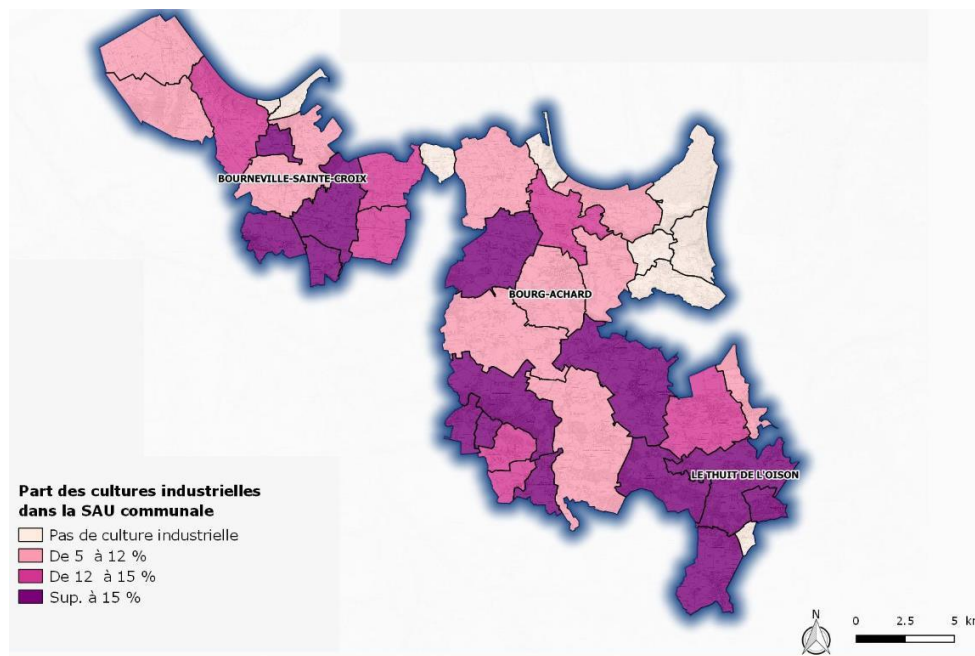 BOURNEVILLE-SAINTE-CROIX
BOURG-ACHARD
LE THUIT DE L'OISON
Part des cultures industrielles
dans la SAU communale
Pas de culture industrielle
De 5 à 12 %
De 12 à 15 %
Sup. à 15 %
N
0 2.5 5 km